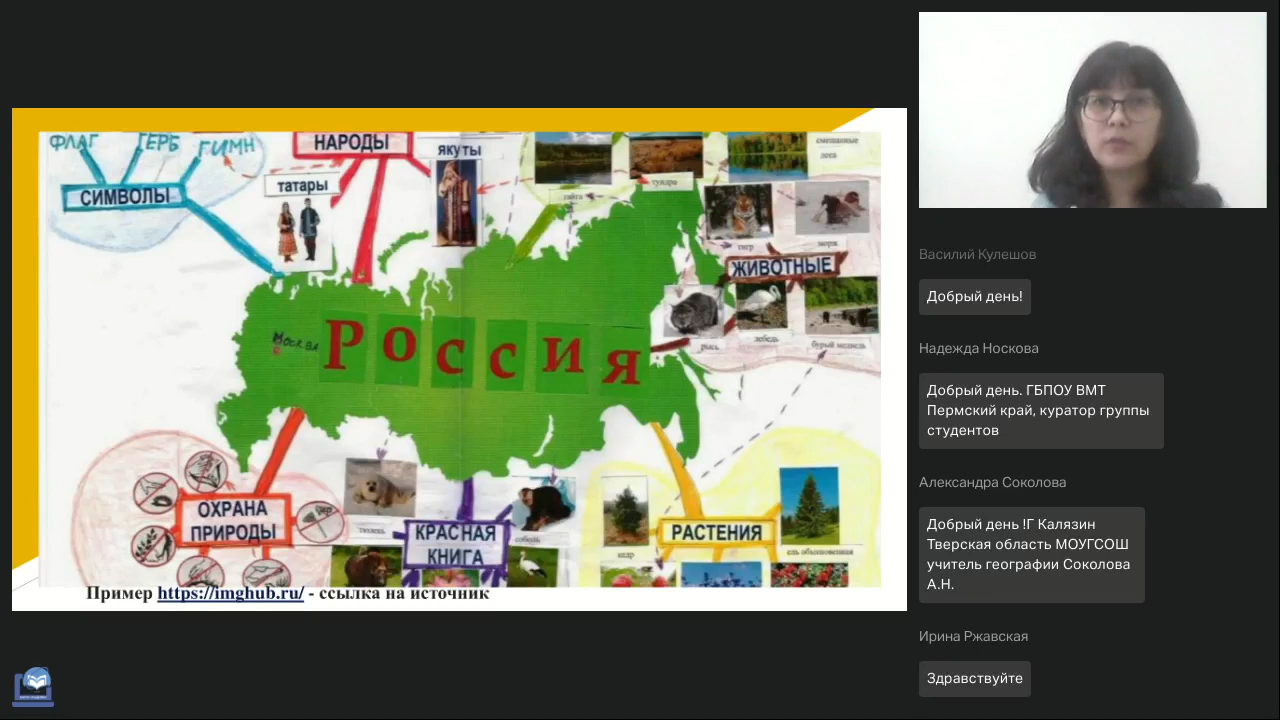 ФЛАГ ГЕРБ ГИМН
СИМВОЛЫ
НАРОДЫ
татары
якуты
тайга
тундра
смешанные
леса
тигр
морж
ЖИВОТНЫЕ
рысь
лебедь
бурый медведь
Москва
РОССИЯ
ОХРАНА
ПРИРОДЫ
тюлень
КРАСНАЯ
КНИГА
соболь
кедр
РАСТЕНИЯ
ель обыкновенная
Пример https://imghub.ru/ - ссылка на источник
Василий Кулешов
Добрый день!
Надежда Носкова
Добрый день. ГБПОУ ВМТ
Пермский край, куратор группы
студентов
Александра Соколова
Добрый день !Г Калязин
Тверская область МОУГСОШ
учитель географии Соколова
А.Н.
Ирина Ржавская
Здравствуйте